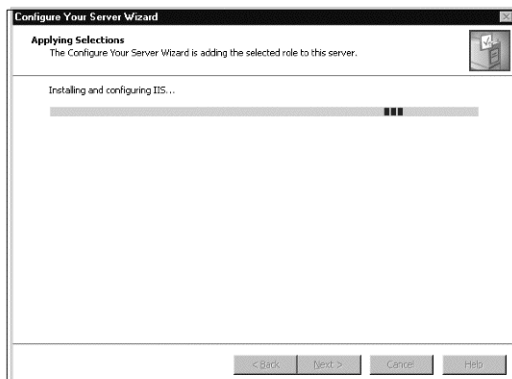 Configure Your Server Wizard
Applying Selections
The Configure Your Server Wizard is adding the selected role to this server.
Installing and configuring IIS...
< Back
Next >
Cancel
Help